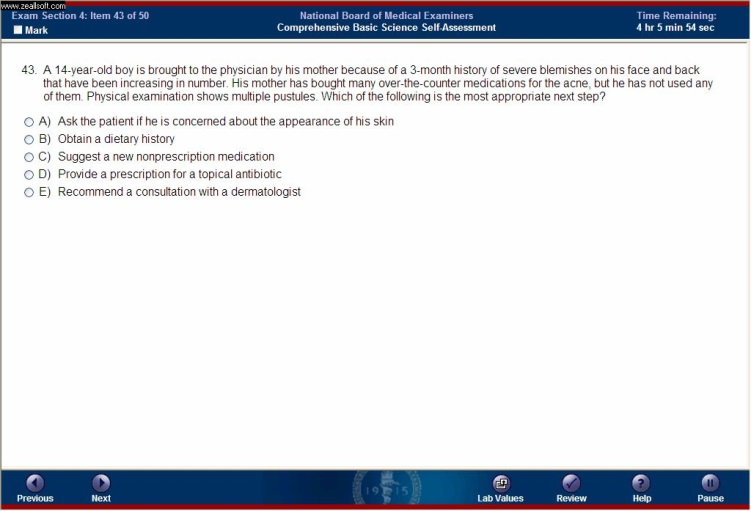 www.zeallsoft.com
Exam Section 4: Item 43 of 50
National Board of Medical Examiners
Time Remaining:
Mark
Comprehensive Basic Science Self-Assessment
4 hr 5 min 54 sec
43. A 14-year-old boy is brought to the physician by his mother because of a 3-month history of severe blemishes on his face and back
that have been increasing in number. His mother has bought many over-the-counter medications for the acne, but he has not used any
of them. Physical examination shows multiple pustules. Which of the following is the most appropriate next step?
A) Ask the patient if he is concerned about the appearance of his skin
B) Obtain a dietary history
C) Suggest a new nonprescription medication
D) Provide a prescription for a topical antibiotic
E) Recommend a consultation with a dermatologist
19 15
Previous
Next
Lab Values
Review
Help
Pause